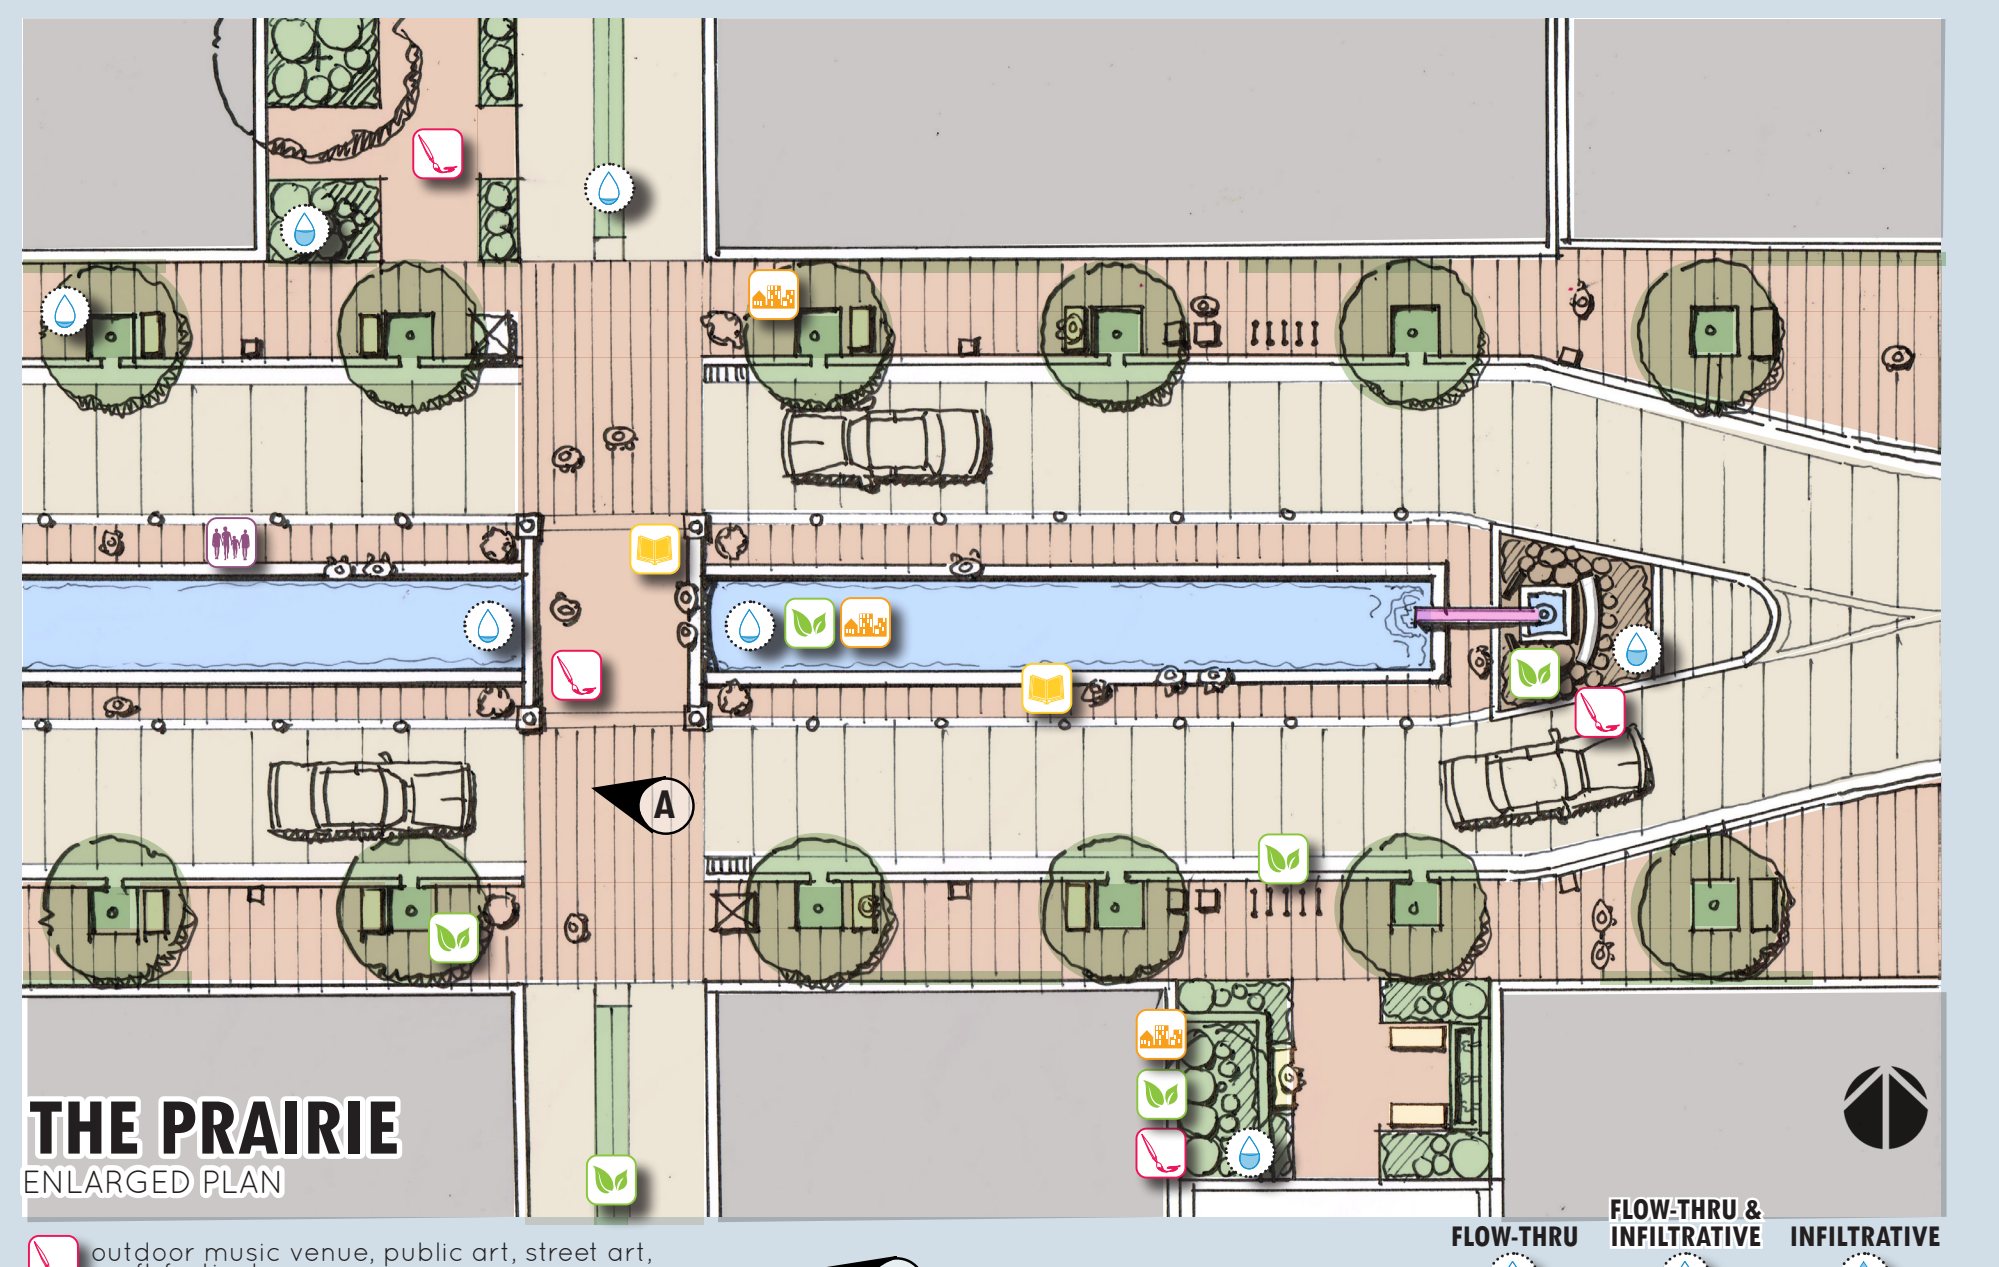 A
THE PRAIRIE
ENLARGED PLAN
outdoor music venue, public art, street art,
FLOW-THRU
FLOW-THRU &
INFILTRATIVE
INFILTRATIVE